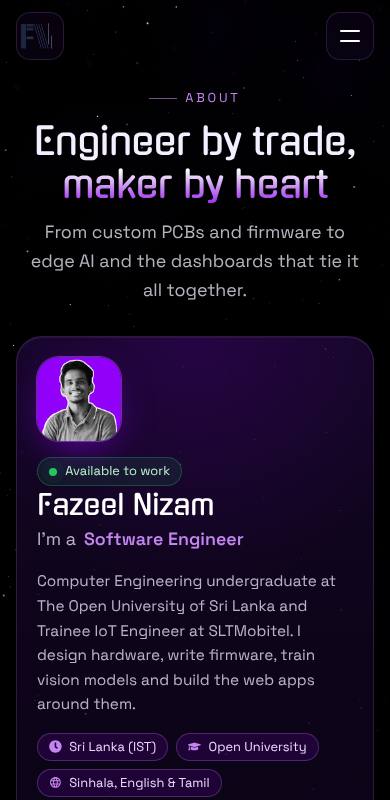 FN
ABOUT
Engineer by trade,
maker by heart
From custom PCBs and firmware to
edge AI and the dashboards that tie it
all together.
Available to work
Fazeel Nizam
I'm a Software Engineer
Computer Engineering undergraduate at
The Open University of Sri Lanka and
Trainee IoT Engineer at SLTMobitel. I
design hardware, write firmware, train
vision models and build the web apps
around them.
Sri Lanka (IST)
Open University
Sinhala, English & Tamil